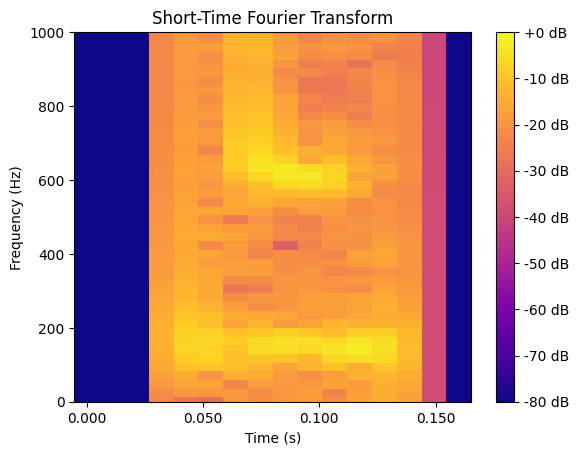 Short-Time Fourier Transform
1000
800
600
400
200
0
Frequency (Hz)
0.000
0.050
0.100
0.150
Time (s)
+0 dB
-10 dB
-20 dB
-30 dB
-40 dB
-50 dB
-60 dB
-70 dB
-80 dB